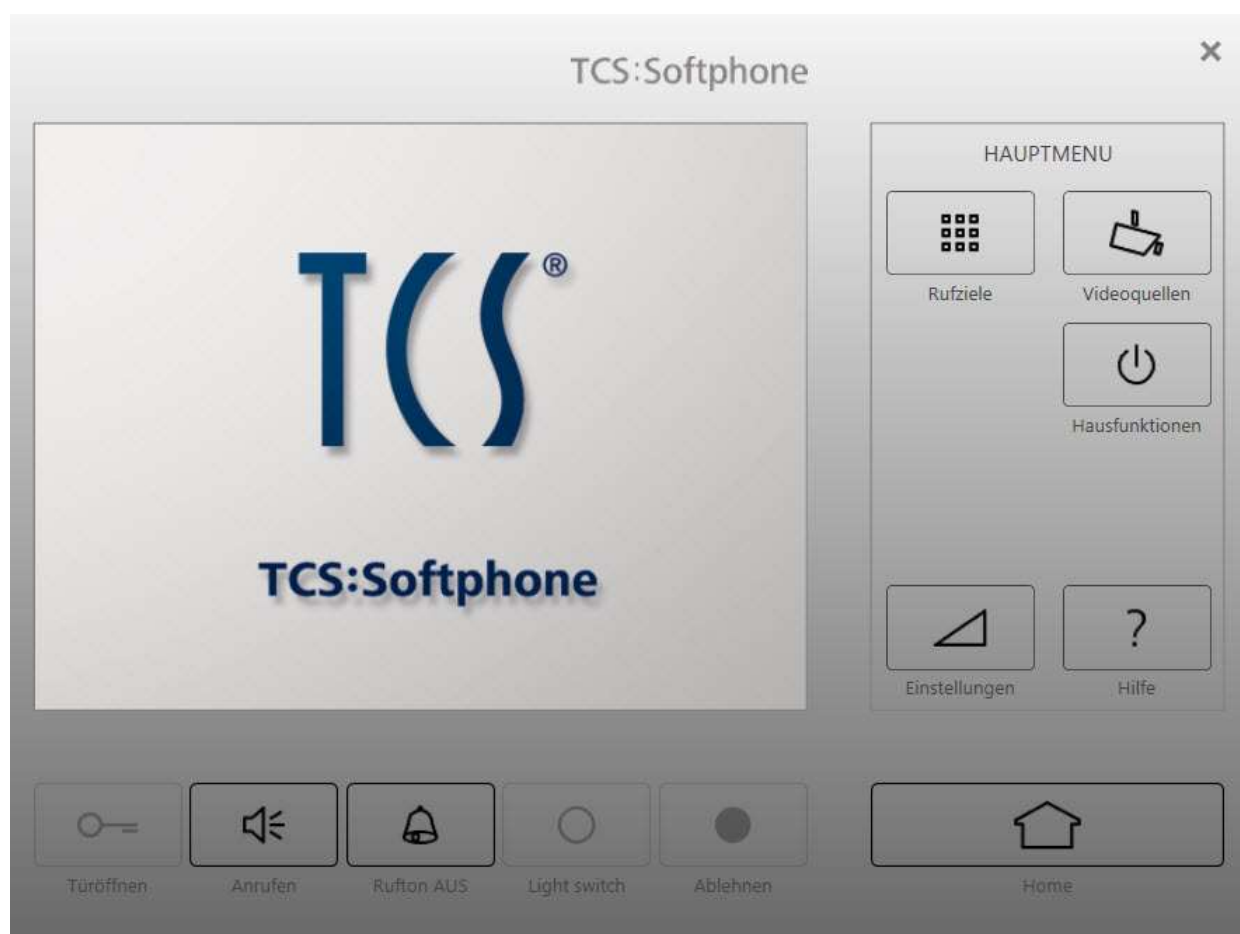 TCS:Softphone
×
TCS®
TCS:Softphone
HAUPTMENU
Rufziele
Videoquellen
Hausfunktionen
?
Einstellungen
Hilfe
Türöffnen
Anrufen
Rufton AUS
Light switch
Ablehnen
Home